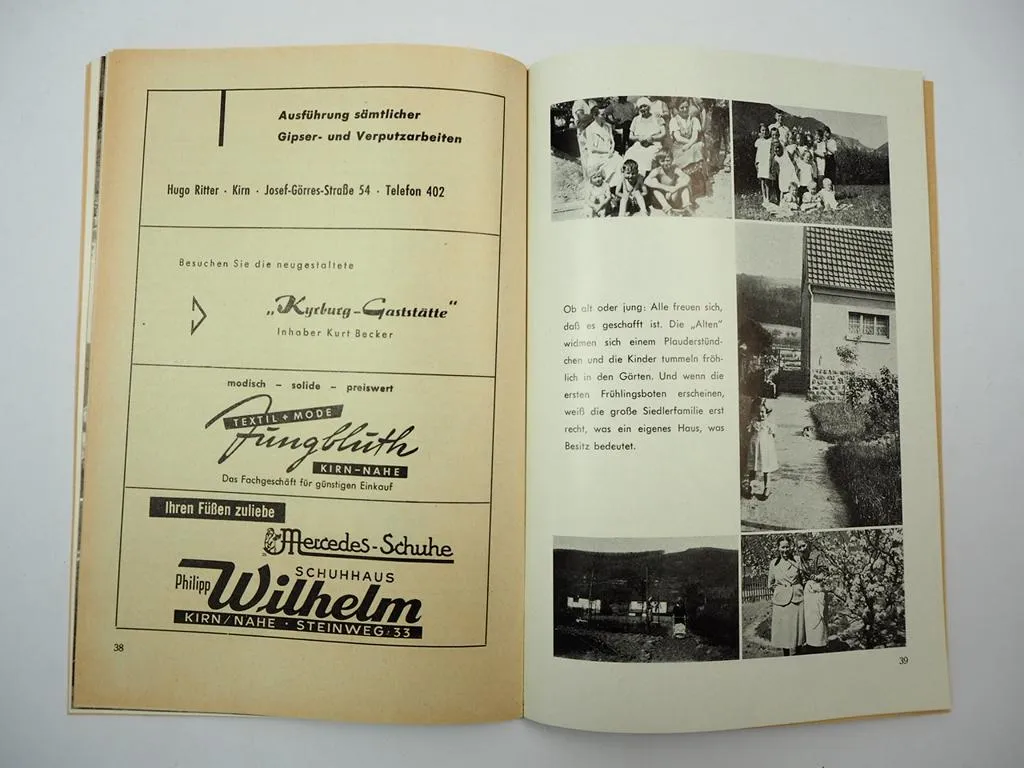 Ausführung sämtlicher
Gipser- und Verputzarbeiten
Hugo Ritter · Kirn · Josef-Görres-Straße 54 · Telefon 402
Besuchen Sie die neugestaltete
„Kyrburg-Gaststätte"
Inhaber Kurt Becker
modisch – solide – preiswert
TEXTIL + MODE
Jungbluth
KIRN-NAHE
Das Fachgeschäft für günstigen Einkauf
Ihren Füßen zuliebe
Mercedes-Schuhe
SCHUHHAUS
Philipp Wilhelm
KIRN/NAHE · STEINWEG 33
38
Ob alt oder jung: Alle freuen sich,
daß es geschafft ist. Die „Alten"
widmen sich einem Plauderstünd-
chen und die Kinder tummeln fröh-
lich in den Gärten. Und wenn die
ersten Frühlingsboten erscheinen,
weiß die große Siedlerfamilie erst
recht, was ein eigenes Haus, was
Besitz bedeutet.
39